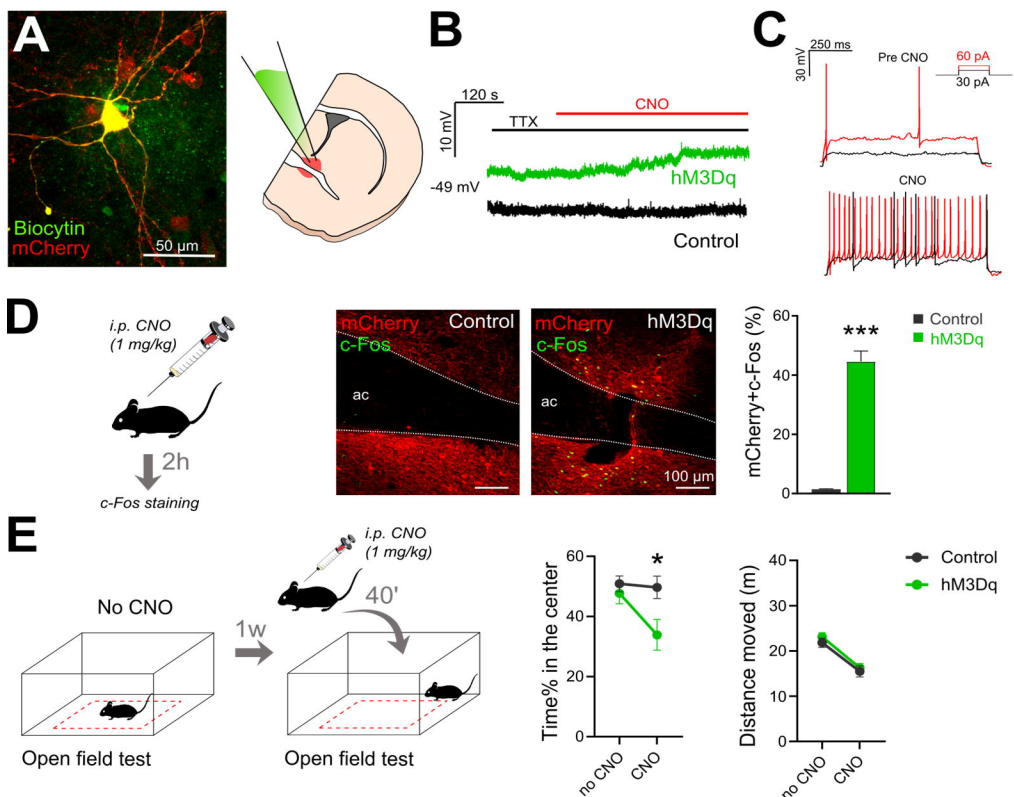 A
Biocytin
mCherry
50 µm
B
120 s
10 mV
CNO
TTX
-49 mV
hM3Dq
Control
C
250 ms
30 mV
Pre CNO
60 pA
30 pA
CNO
D
i.p. CNO
(1 mg/kg)
2h
c-Fos staining
mCherry Control
c-Fos
ac
mCherry hM3Dq
c-Fos
ac
100 µm
mCherry+c-Fos (%)
60
40
20
0
***
Control
hM3Dq
E
No CNO
1w
i.p. CNO
(1 mg/kg)
40'
Open field test
Open field test
Time% in the center
60
40
20
0
*
no CNO
CNO
Distance moved (m)
40
30
20
10
0
no CNO
CNO
Control
hM3Dq